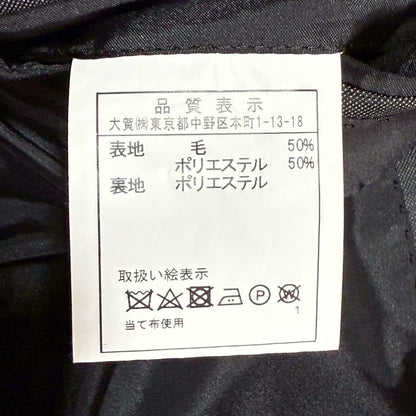 品質表示
大賀㈱東京都中野区本町1-13-18
表地 毛 50%
ポリエステル 50%
裏地 ポリエステル
取扱い絵表示
P W
当て布使用 1